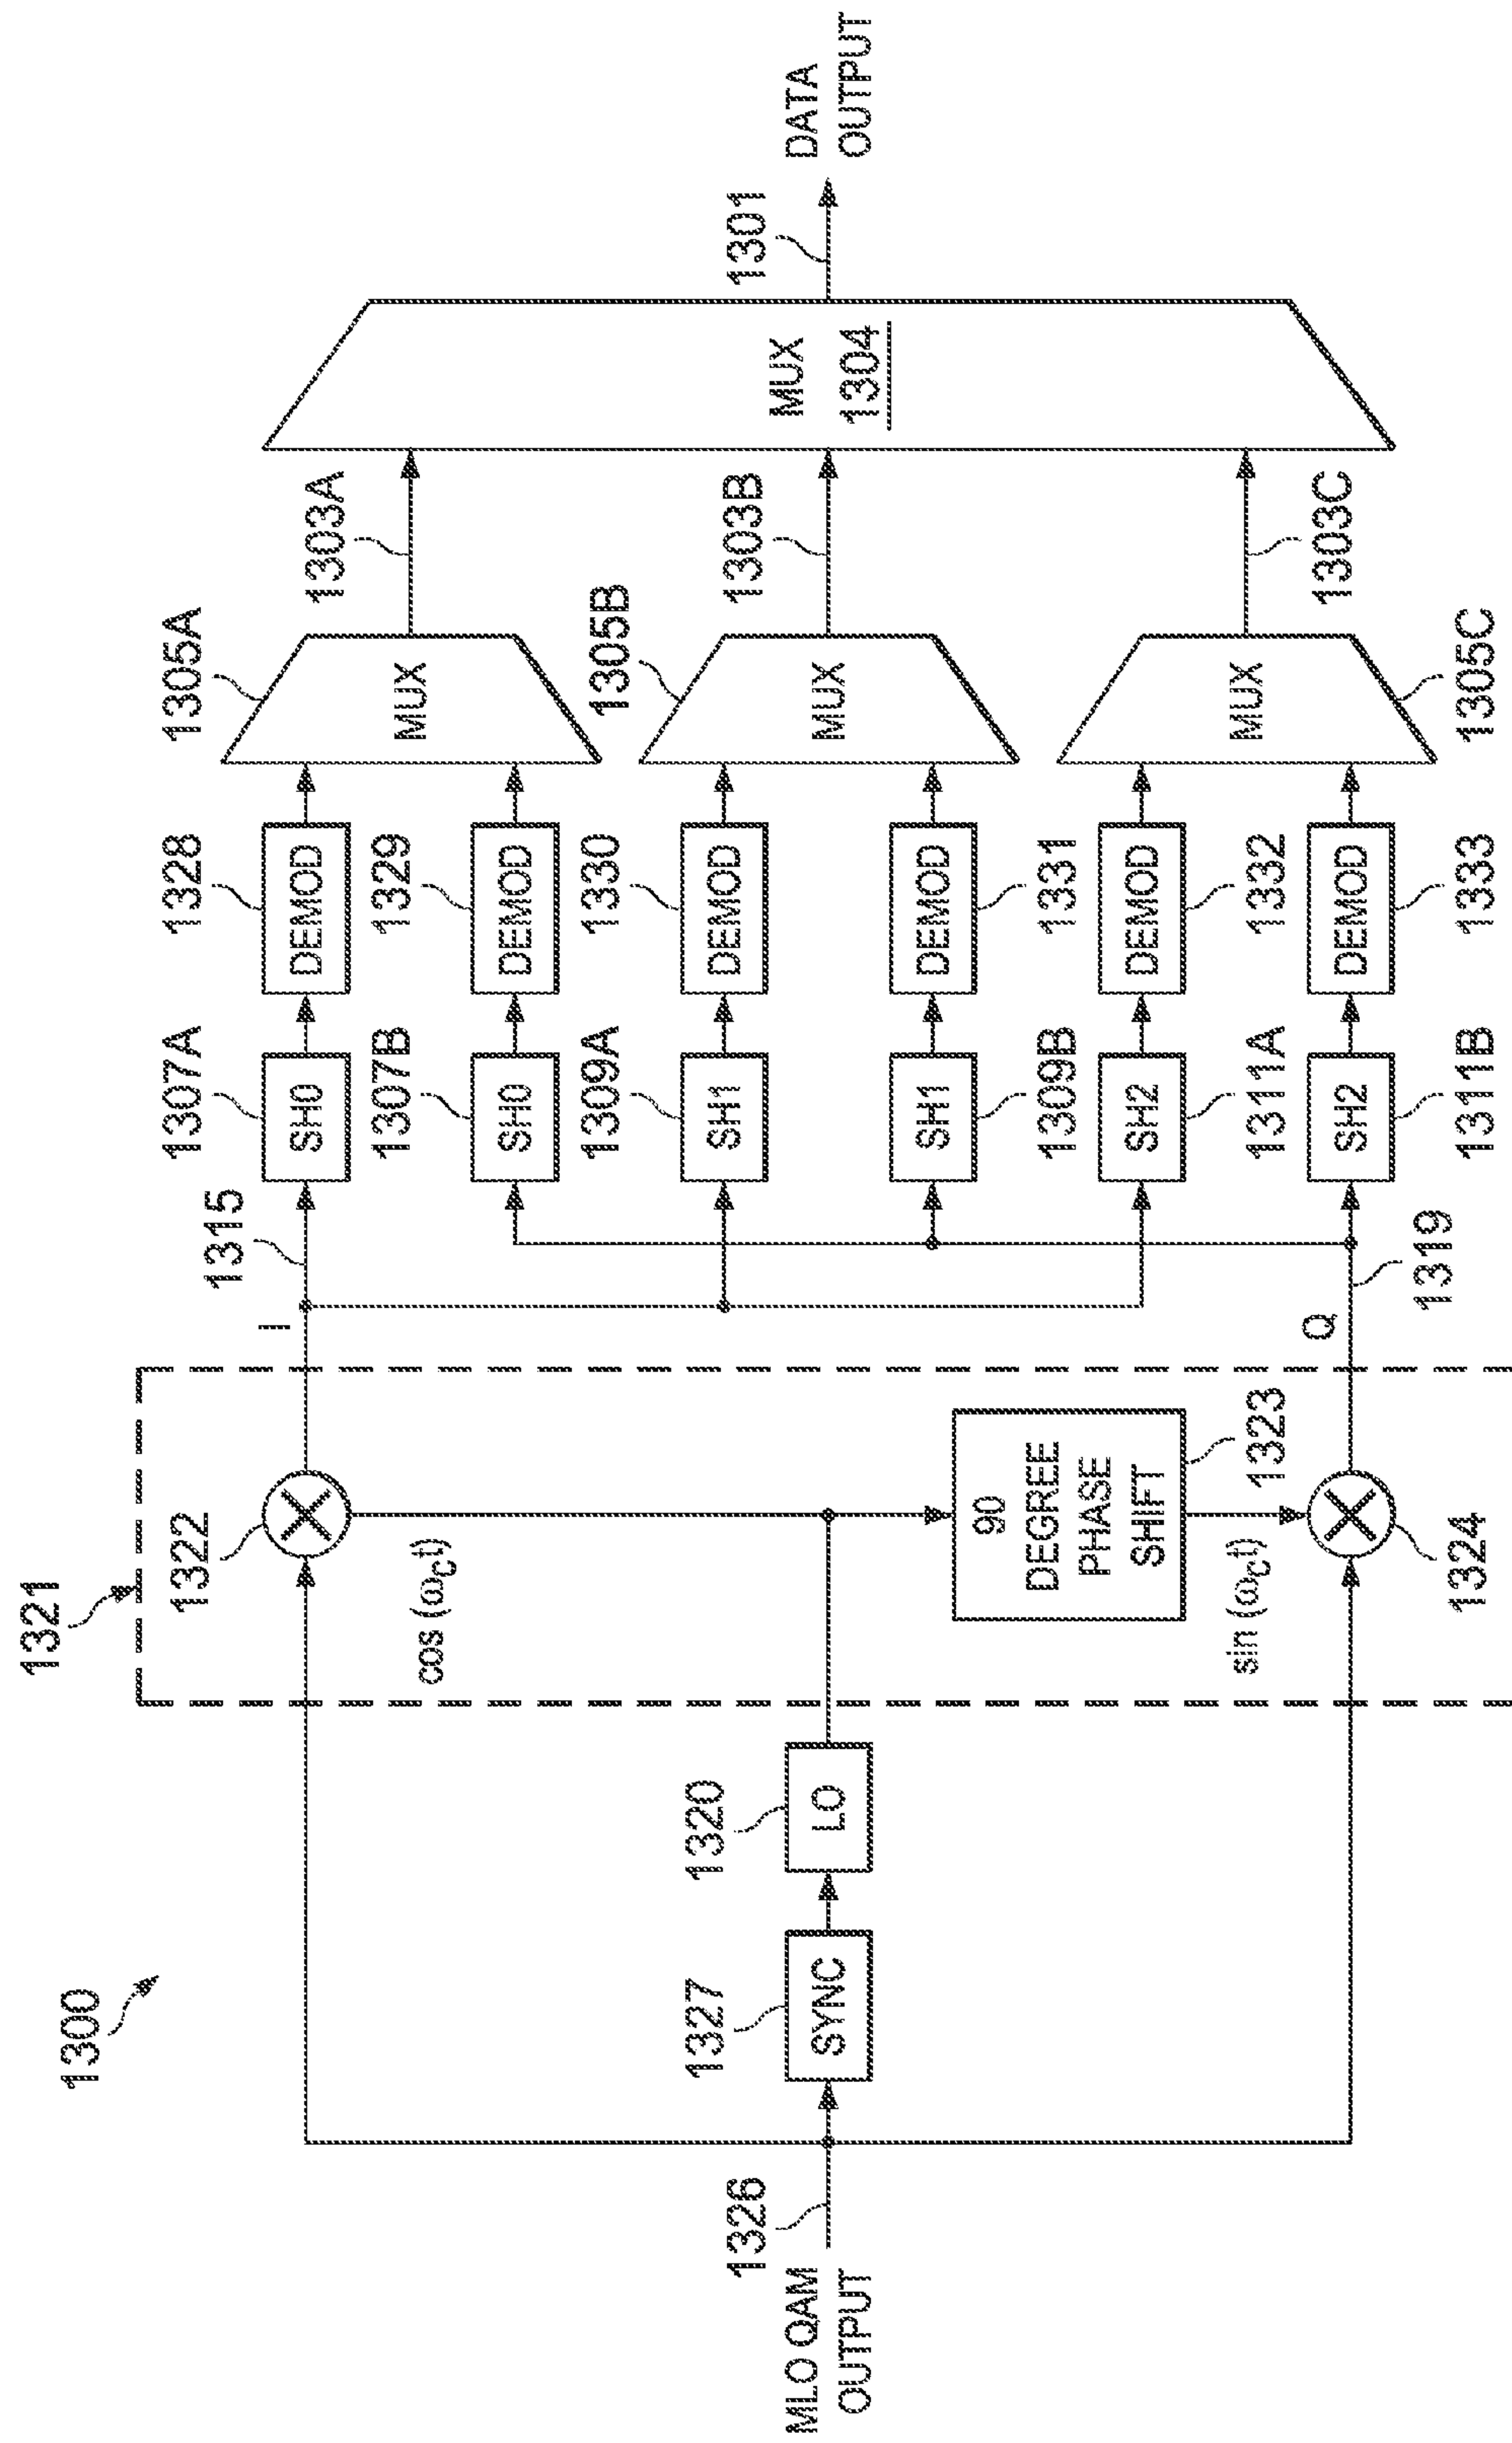 1300
1321
1322
cos (ωct)
90
DEGREE
PHASE
SHIFT
1323
sin (ωct)
1324
MLO QAM
OUTPUT
1326
1327
SYNC
1320
LO
I
1315
Q
1319
1307A
SH0
1328
DEMOD
1307B
SH0
1329
DEMOD
1309A
SH1
1330
DEMOD
SH1
1309B
DEMOD
1331
SH2
1311A
DEMOD
1332
SH2
1311B
DEMOD
1333
1305A
MUX
1305B
MUX
MUX
1305C
1303A
1303B
1303C
MUX
1304
1301
DATA
OUTPUT